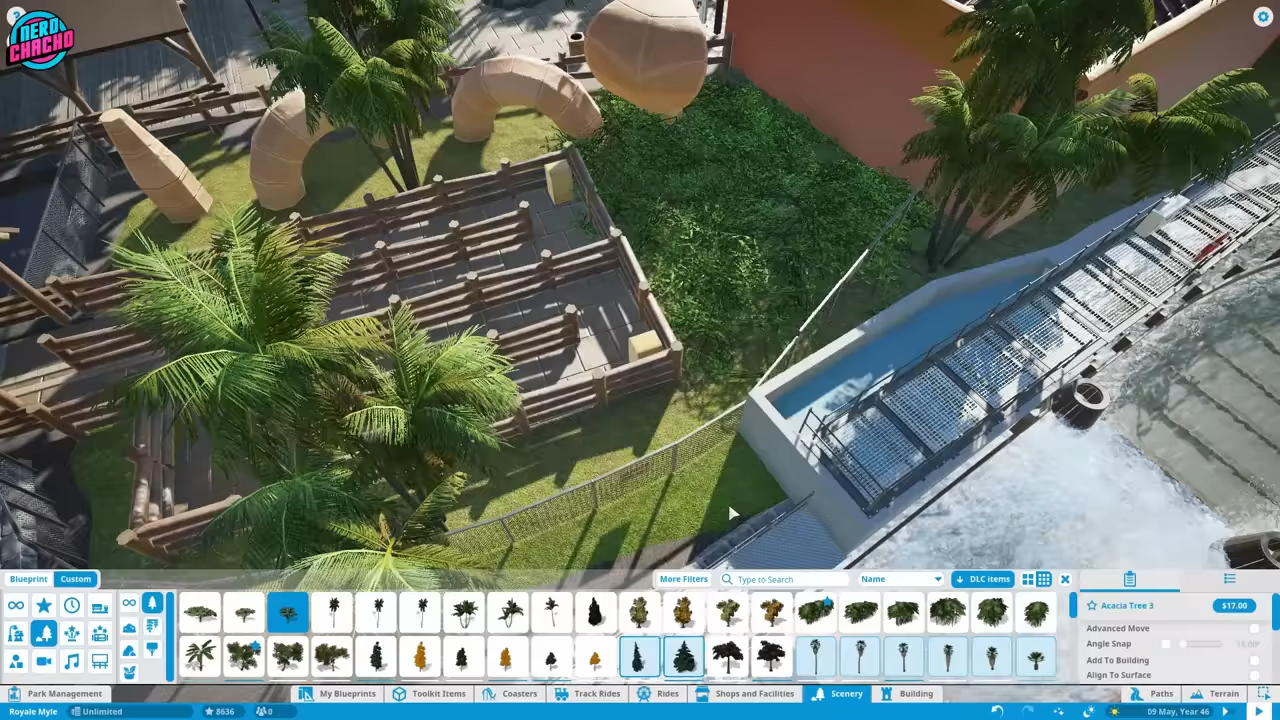 ?
NERD
CHACHO
Blueprint
Custom
More Filters
Type to Search
Name
DLC items
Acacia Tree 3
$17.00
Advanced Move
Angle Snap
Add To Building
Align To Surface
Park Management
My Blueprints
Toolkit Items
Coasters
Track Rides
Rides
Shops and Facilities
Scenery
Building
Paths
Terrain
Royale Myle
Unlimited
8636
0
09 May, Year 46